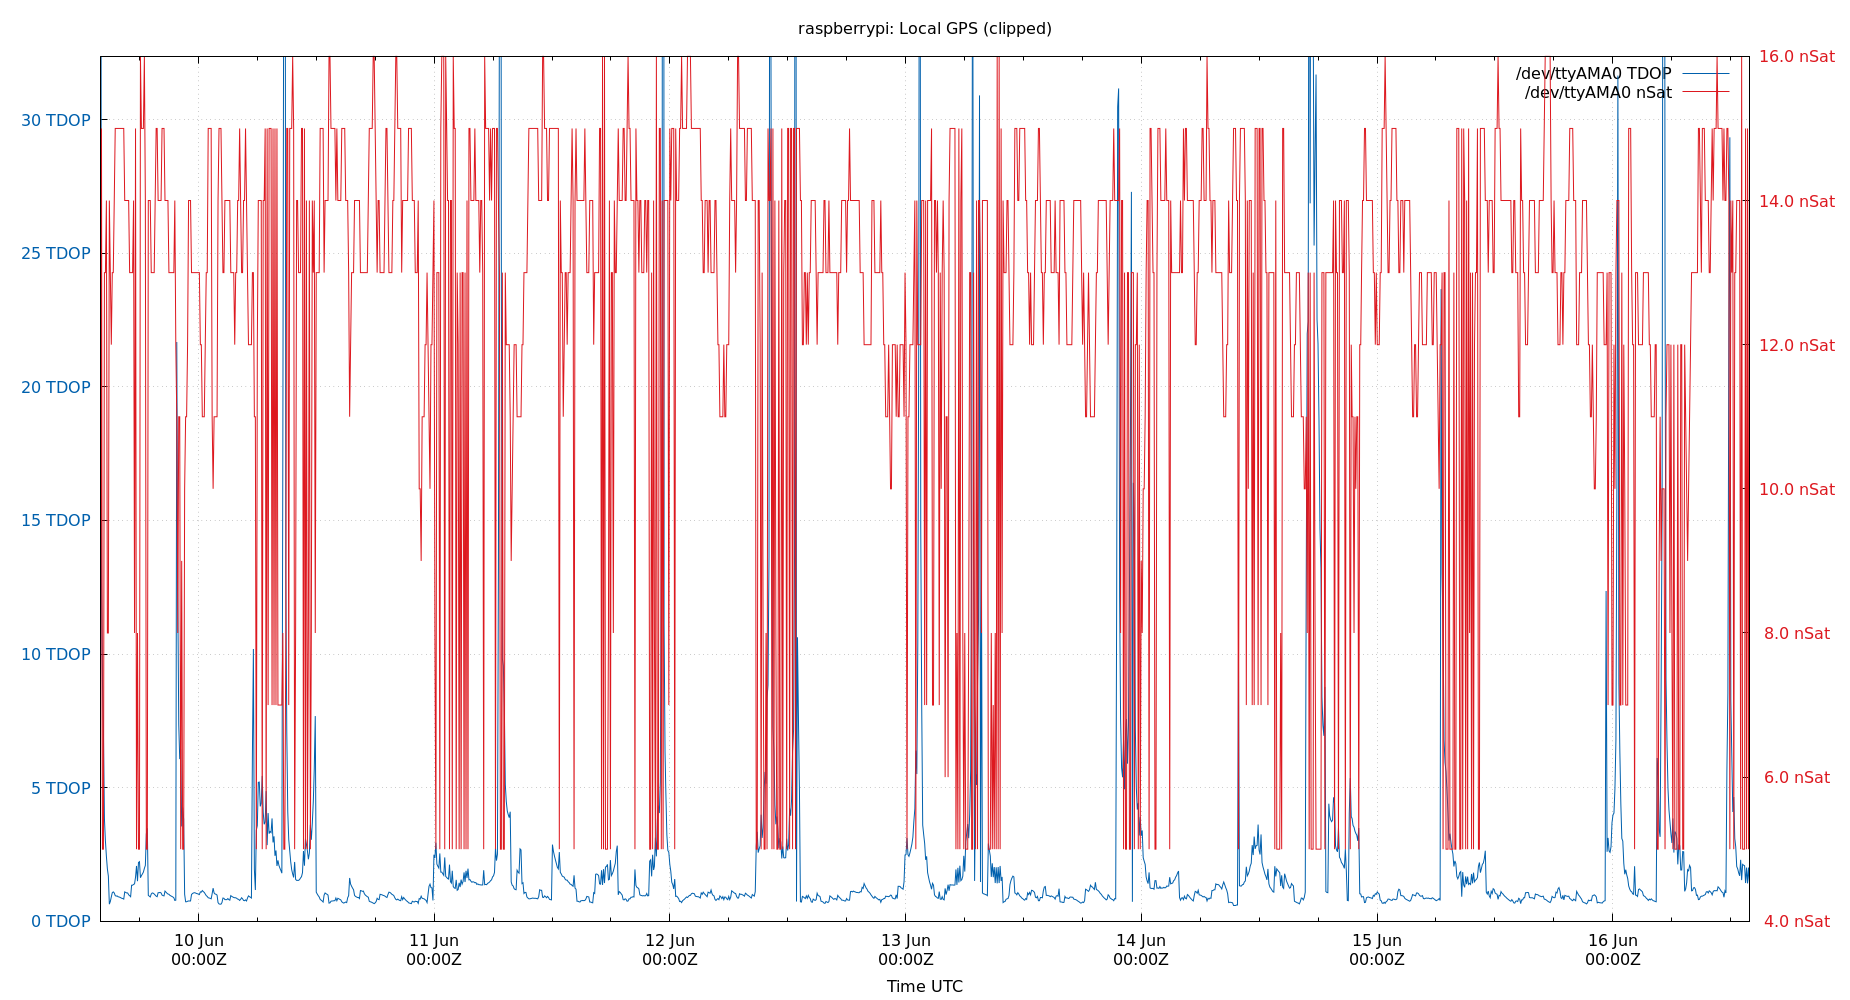 raspberrypi: Local GPS (clipped)
/dev/ttyAMA0 TDOP
/dev/ttyAMA0 nSat
30 TDOP
25 TDOP
20 TDOP
15 TDOP
10 TDOP
5 TDOP
0 TDOP
16.0 nSat
14.0 nSat
12.0 nSat
10.0 nSat
8.0 nSat
6.0 nSat
4.0 nSat
10 Jun
00:00Z
11 Jun
00:00Z
12 Jun
00:00Z
13 Jun
00:00Z
14 Jun
00:00Z
15 Jun
00:00Z
16 Jun
00:00Z
Time UTC